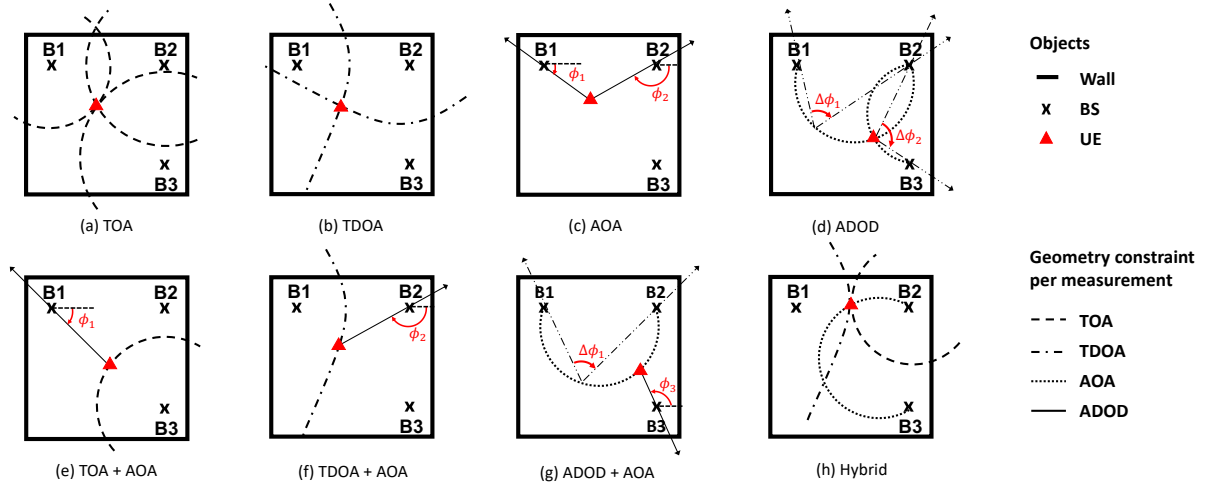 B1 B2
B3
(a) TOA
B1 B2
B3
(b) TDOA
B1 B2
ϕ₁
ϕ₂
B3
(c) AOA
B1 B2
Δϕ₁
Δϕ₂
B3
(d) ADOD
Objects
Wall
BS
UE
B1 B2
ϕ₁
B3
(e) TOA + AOA
B1 B2
ϕ₂
B3
(f) TDOA + AOA
B1 B2
Δϕ₁
ϕ₃
B3
(g) ADOD + AOA
B1 B2
B3
(h) Hybrid
Geometry constraint
per measurement
TOA
TDOA
AOA
ADOD